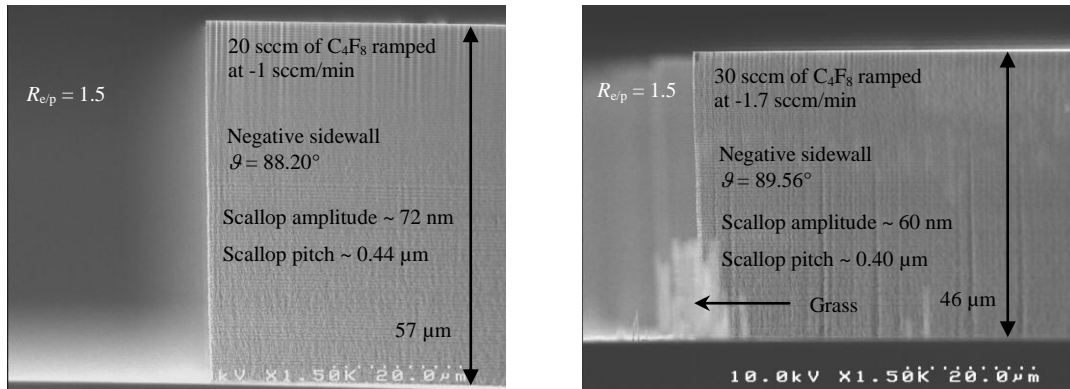 20 sccm of C₄F₈ ramped
at -1 sccm/min
Rₑ/ₚ = 1.5
Negative sidewall
𝜗 = 88.20°
Scallop amplitude ~ 72 nm
Scallop pitch ~ 0.44 µm
57 µm
kV X1.50K 20.0µm
30 sccm of C₄F₈ ramped
at -1.7 sccm/min
Rₑ/ₚ = 1.5
Negative sidewall
𝜗 = 89.56°
Scallop amplitude ~ 60 nm
Scallop pitch ~ 0.40 µm
Grass
46 µm
10.0kV X1.50K 20.0µm